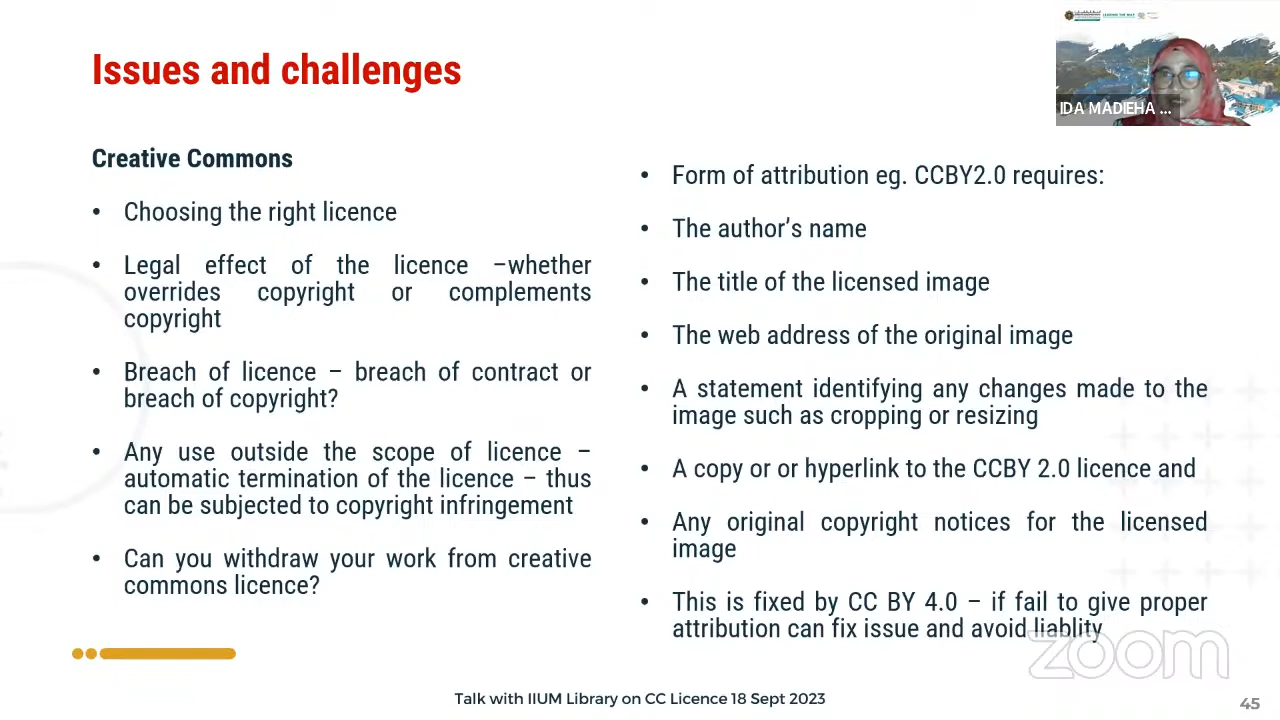 Issues and challenges
IDA MADIEHA ...
Creative Commons
• Choosing the right licence
• Legal effect of the licence –whether
overrides copyright or complements
copyright
• Breach of licence – breach of contract or
breach of copyright?
• Any use outside the scope of licence –
automatic termination of the licence – thus
can be subjected to copyright infringement
• Can you withdraw your work from creative
commons licence?
• Form of attribution eg. CCBY2.0 requires:
• The author's name
• The title of the licensed image
• The web address of the original image
• A statement identifying any changes made to the
image such as cropping or resizing
• A copy or or hyperlink to the CCBY 2.0 licence and
• Any original copyright notices for the licensed
image
• This is fixed by CC BY 4.0 – if fail to give proper
attribution can fix issue and avoid liablity
zoom
Talk with IIUM Library on CC Licence 18 Sept 2023
45